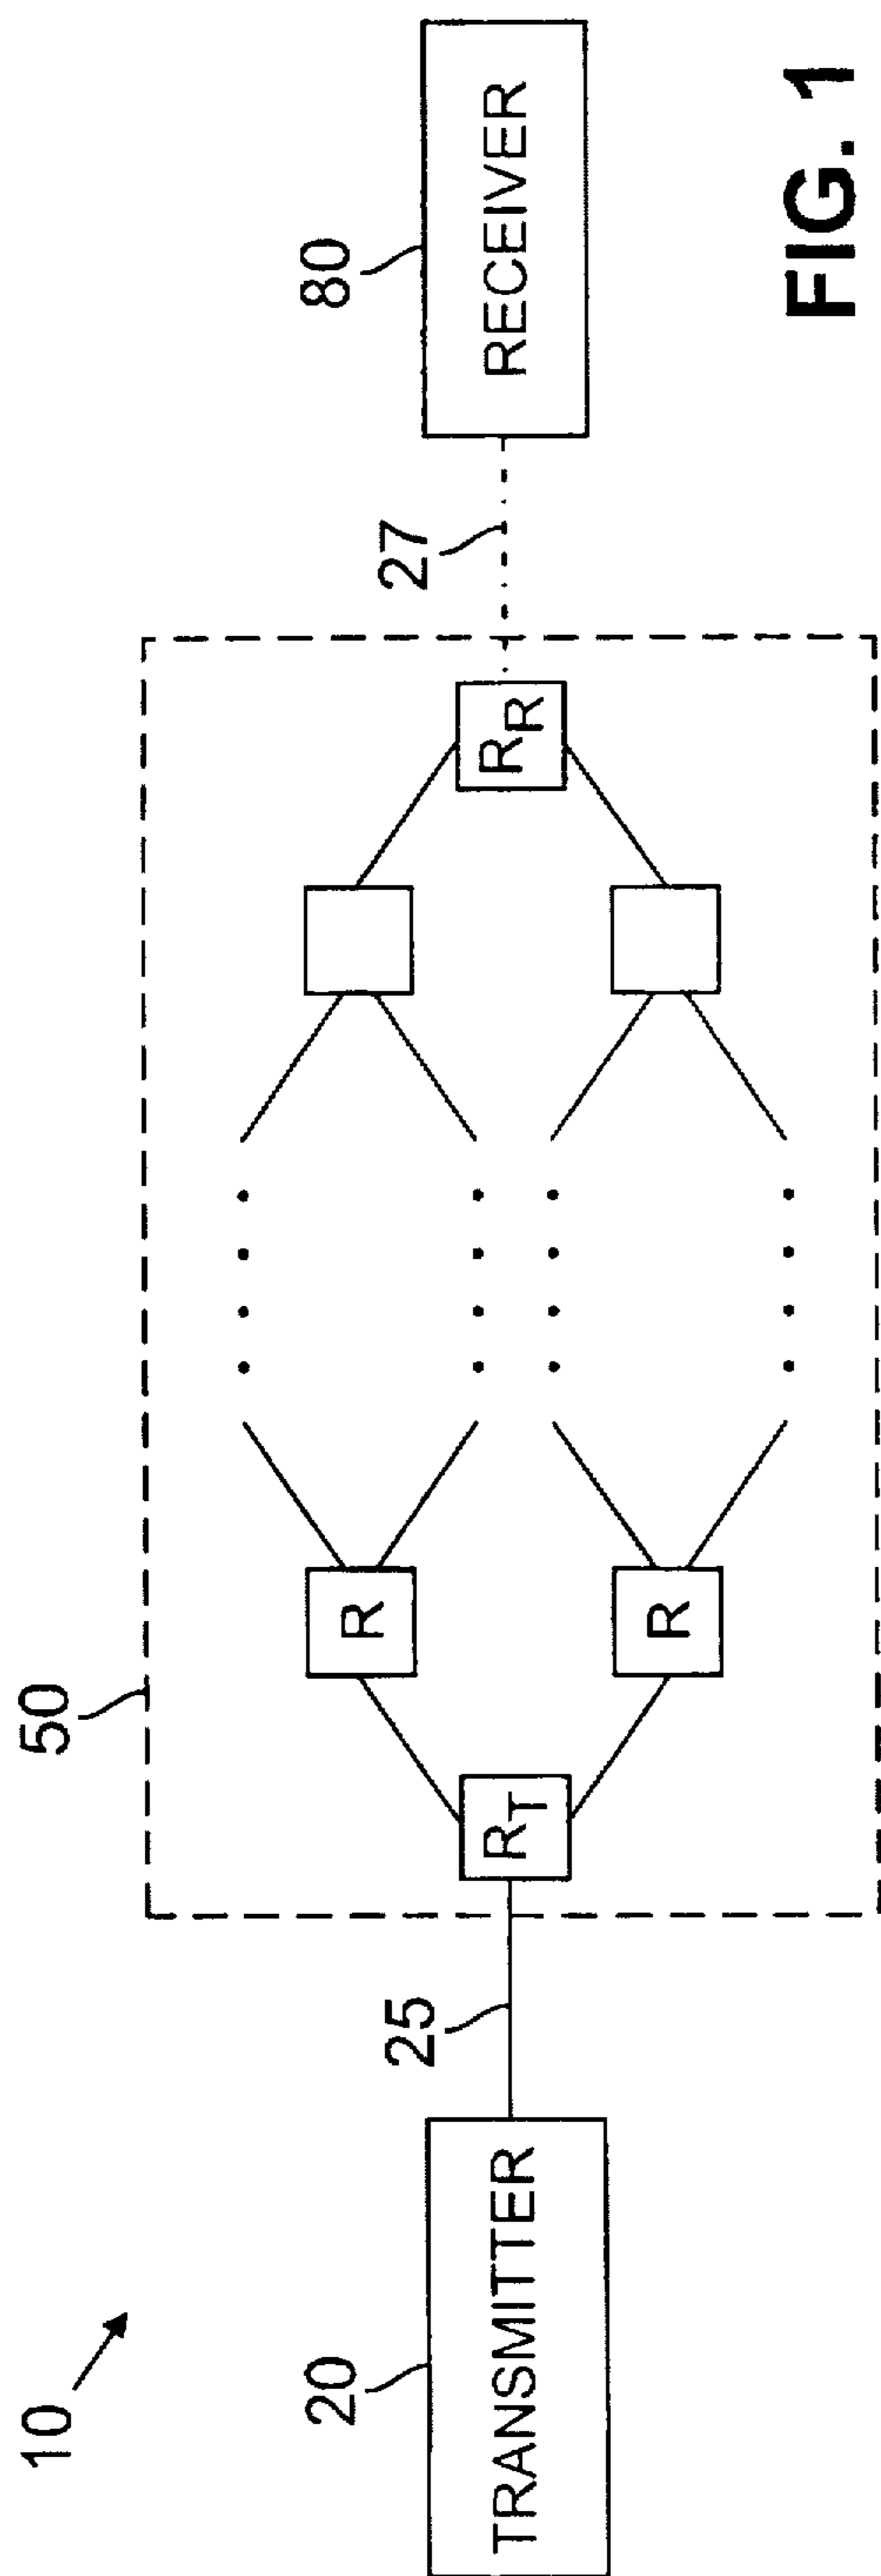 10
20
TRANSMITTER
25
50
R_T
R
R
R_R
27
80
RECEIVER
FIG. 1